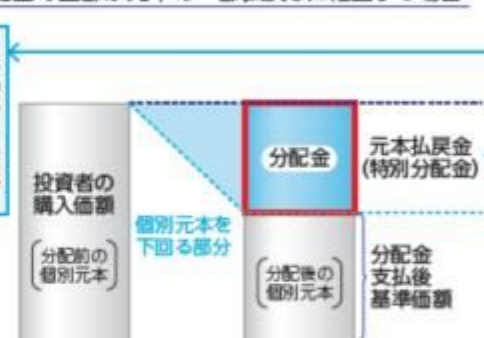 投資者の
購入価額
分配前の
個別元本
個別元本を
下回る部分
分配金
分配後の
個別元本
元本払戻金
(特別分配金)
分配金
支払後
基準価額